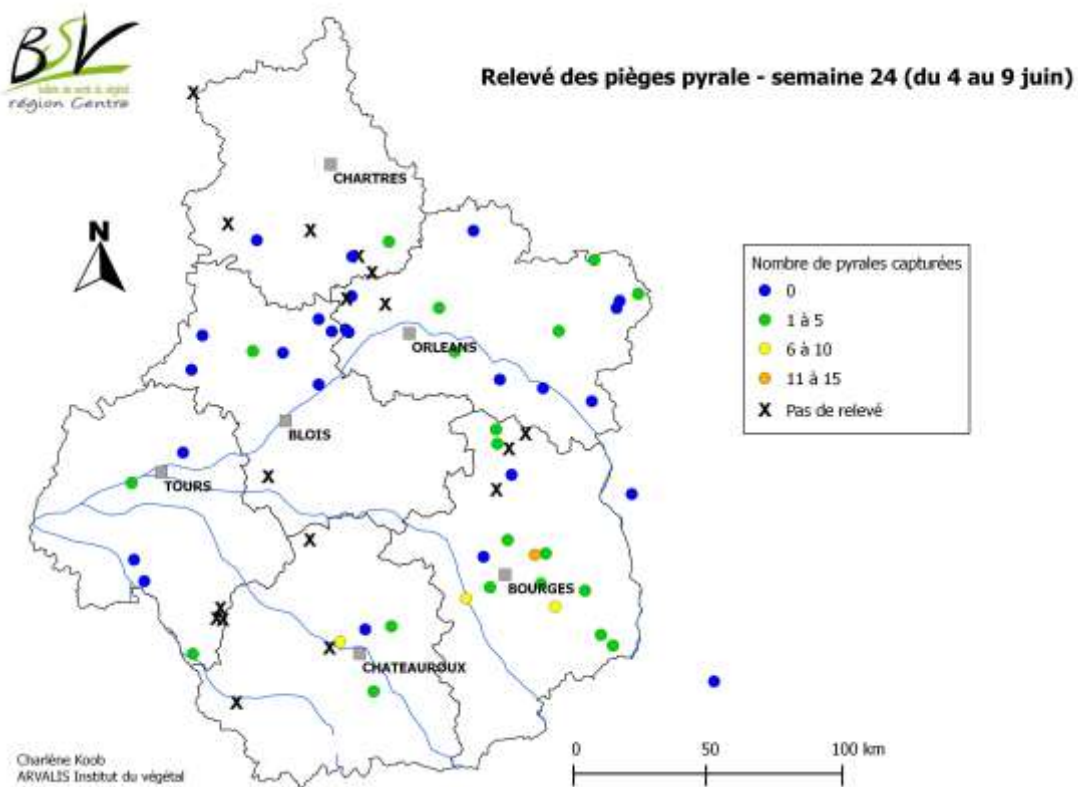 BSV
région Centre
Relevé des pièges pyrale - semaine 24 (du 4 au 9 juin)
N
CHARTRES
ORLEANS
BLOIS
TOURS
BOURGES
CHATEAUROUX
Nombre de pyrales capturées
0
1 à 5
6 à 10
11 à 15
X Pas de relevé
0 50 100 km
Charlène Koob
ARVALIS Institut du végétal